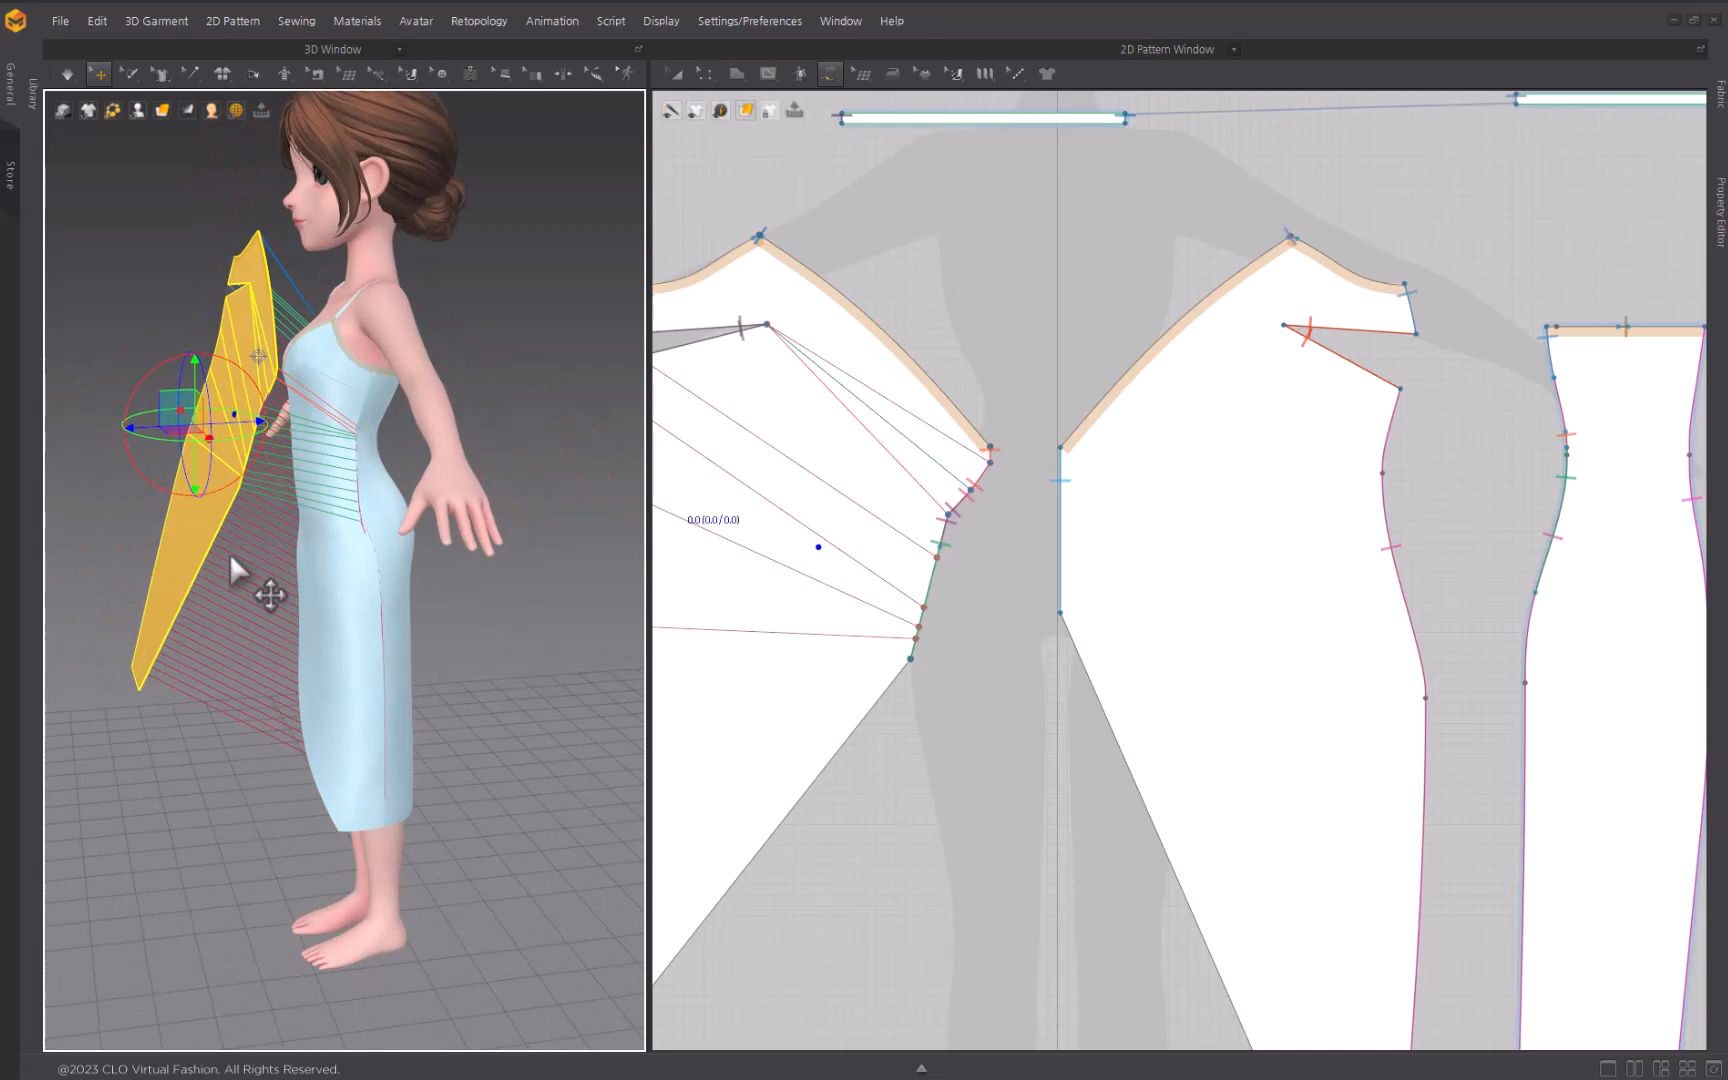 File Edit 3D Garment 2D Pattern Sewing Materials Avatar Retopology Animation Script Display Settings/Preferences Window Help
3D Window
2D Pattern Window
General
Library
Store
Fabric
Property Editor
0.0 (0.0 / 0.0)
@2023 CLO Virtual Fashion. All Rights Reserved.